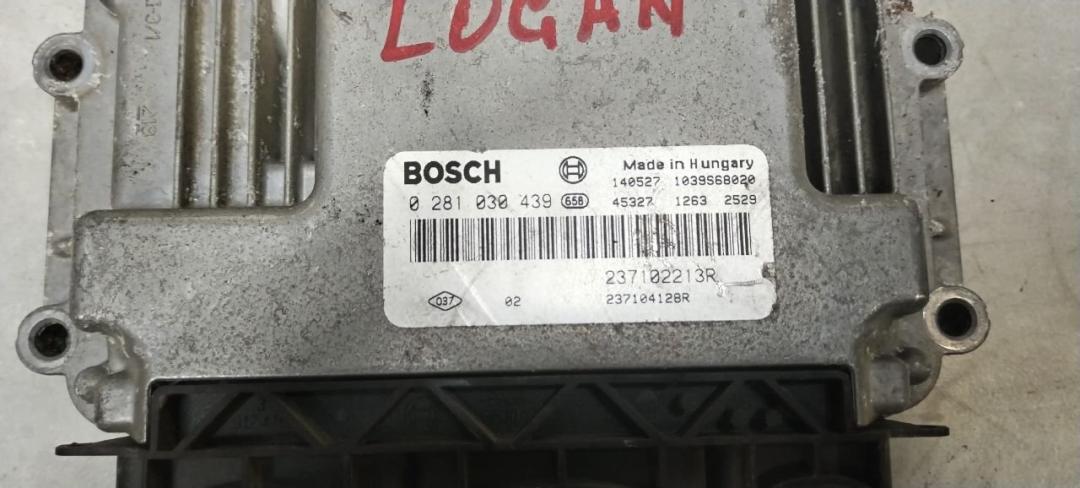 LOGAN
BOSCH Made in Hungary
140527 1039S68020
0 281 030 439 658 45327 1263 2529
237102213R
037 02 237104128R